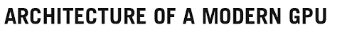 ARCHITECTURE OF A MODERN GPU